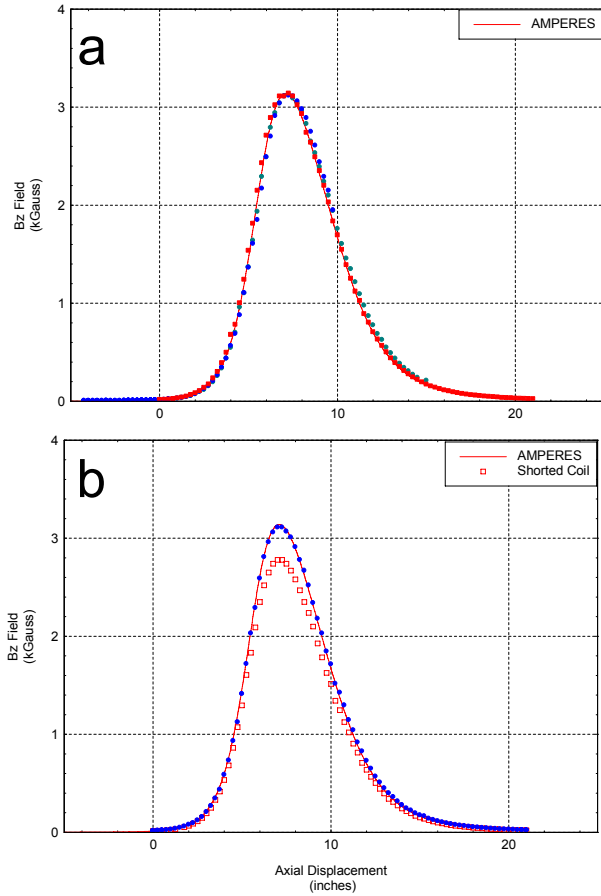 a
AMPERES
4
3
2
1
0
Bz Field
(kGauss)
0
10
20
b
AMPERES
Shorted Coil
4
3
2
1
0
Bz Field
(kGauss)
0
10
20
Axial Displacement
(inches)